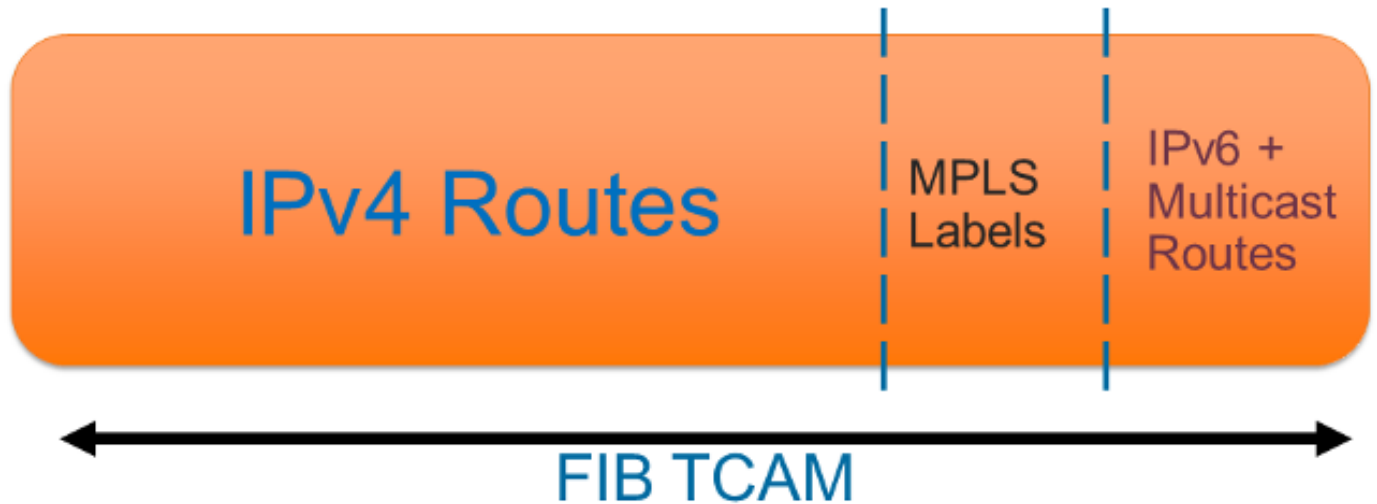 IPv4 Routes
MPLS
Labels
IPv6 +
Multicast
Routes
FIB TCAM